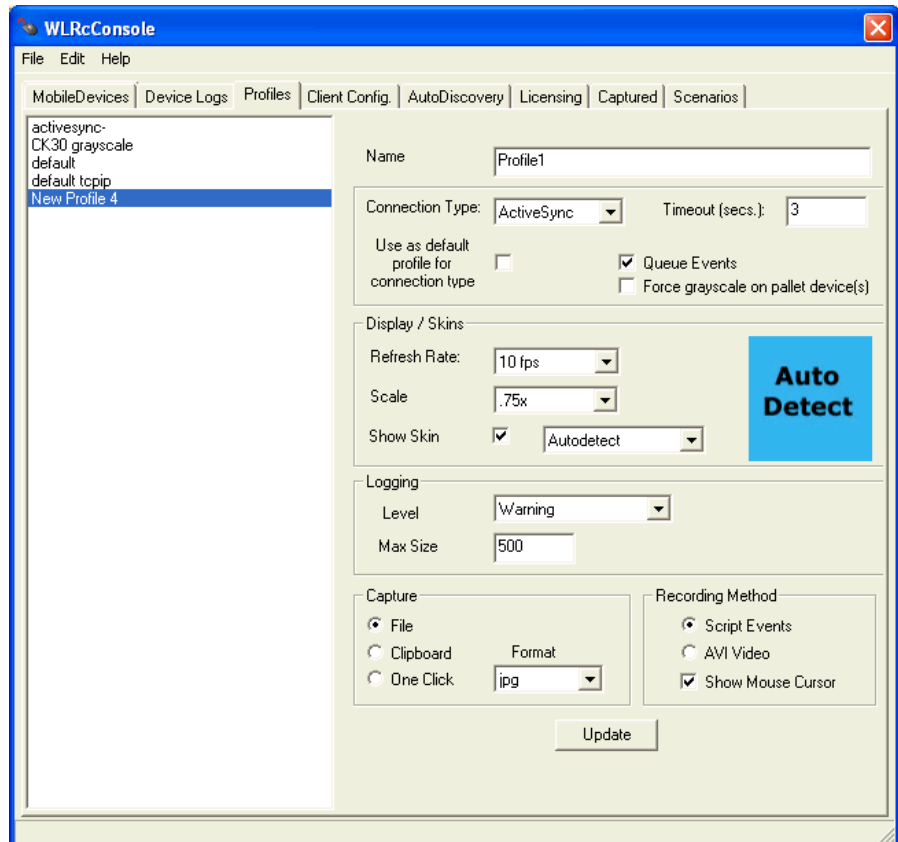 WLRcConsole
File Edit Help
MobileDevices Device Logs Profiles Client Config. AutoDiscovery Licensing Captured Scenarios
activesync-
CK30 grayscale
default
default tcpip
New Profile 4
Name Profile1
Connection Type: ActiveSync Timeout (secs.): 3
Use as default
profile for
connection type
Queue Events
Force grayscale on pallet device(s)
Display / Skins
Refresh Rate: 10 fps
Scale .75x
Show Skin Autodetect
Auto
Detect
Logging
Level Warning
Max Size 500
Capture
File
Clipboard
One Click
Format
jpg
Recording Method
Script Events
AVI Video
Show Mouse Cursor
Update